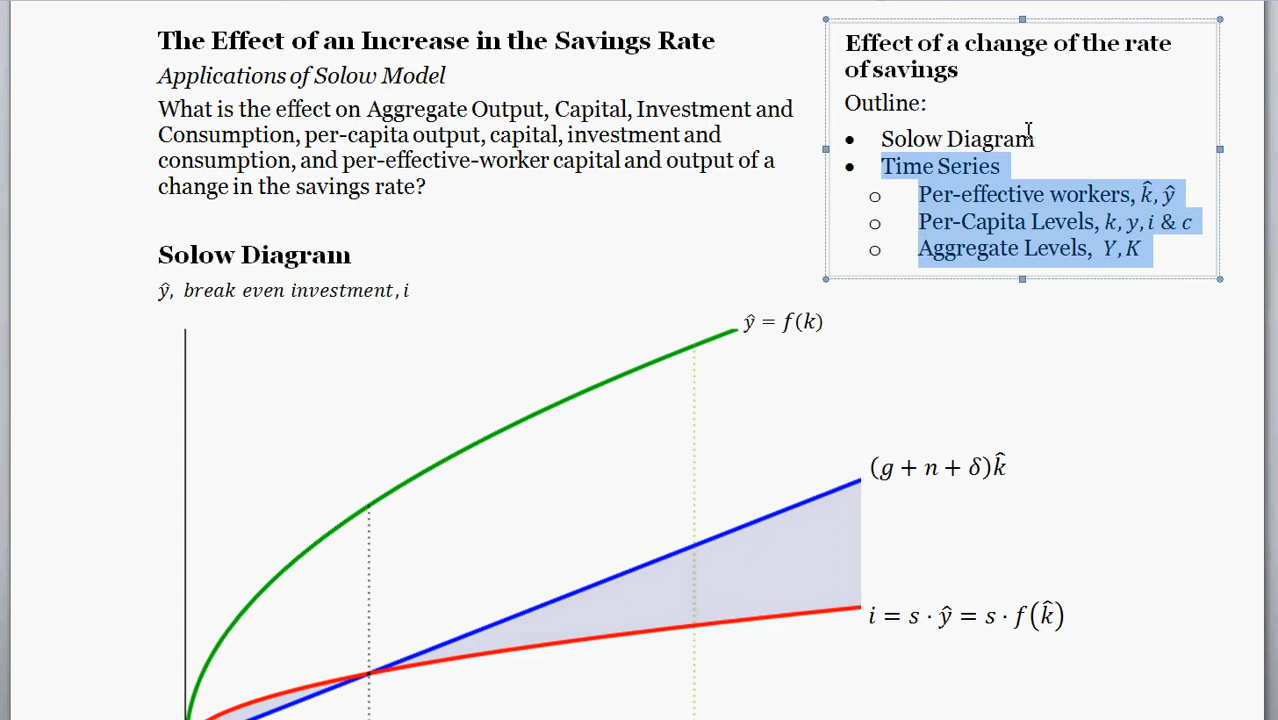 The Effect of an Increase in the Savings Rate
Applications of Solow Model
What is the effect on Aggregate Output, Capital, Investment and
Consumption, per-capita output, capital, investment and
consumption, and per-effective-worker capital and output of a
change in the savings rate?
Effect of a change of the rate
of savings
Outline:
• Solow Diagram
• Time Series
o Per-effective workers, k̂, ŷ
o Per-Capita Levels, k, y, i & c
o Aggregate Levels, Y, K
Solow Diagram
ŷ, break even investment, i
ŷ = f(k)
(g + n + δ)k̂
i = s · ŷ = s · f(k̂)